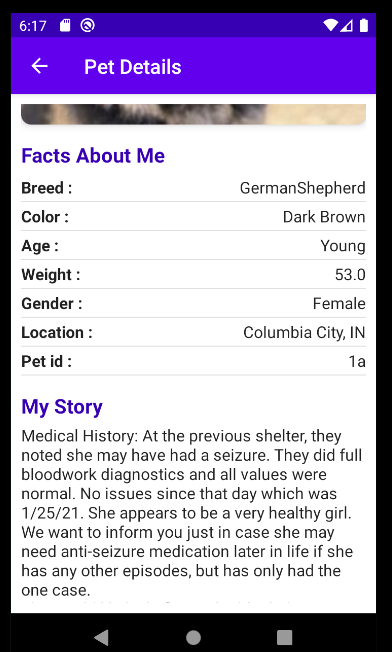 6:17
Pet Details
Facts About Me
Breed : GermanShepherd
Color : Dark Brown
Age : Young
Weight : 53.0
Gender : Female
Location : Columbia City, IN
Pet id : 1a
My Story
Medical History: At the previous shelter, they
noted she may have had a seizure. They did full
bloodwork diagnostics and all values were
normal. No issues since that day which was
1/25/21. She appears to be a very healthy girl.
We want to inform you just in case she may
need anti-seizure medication later in life if she
has any other episodes, but has only had the
one case.